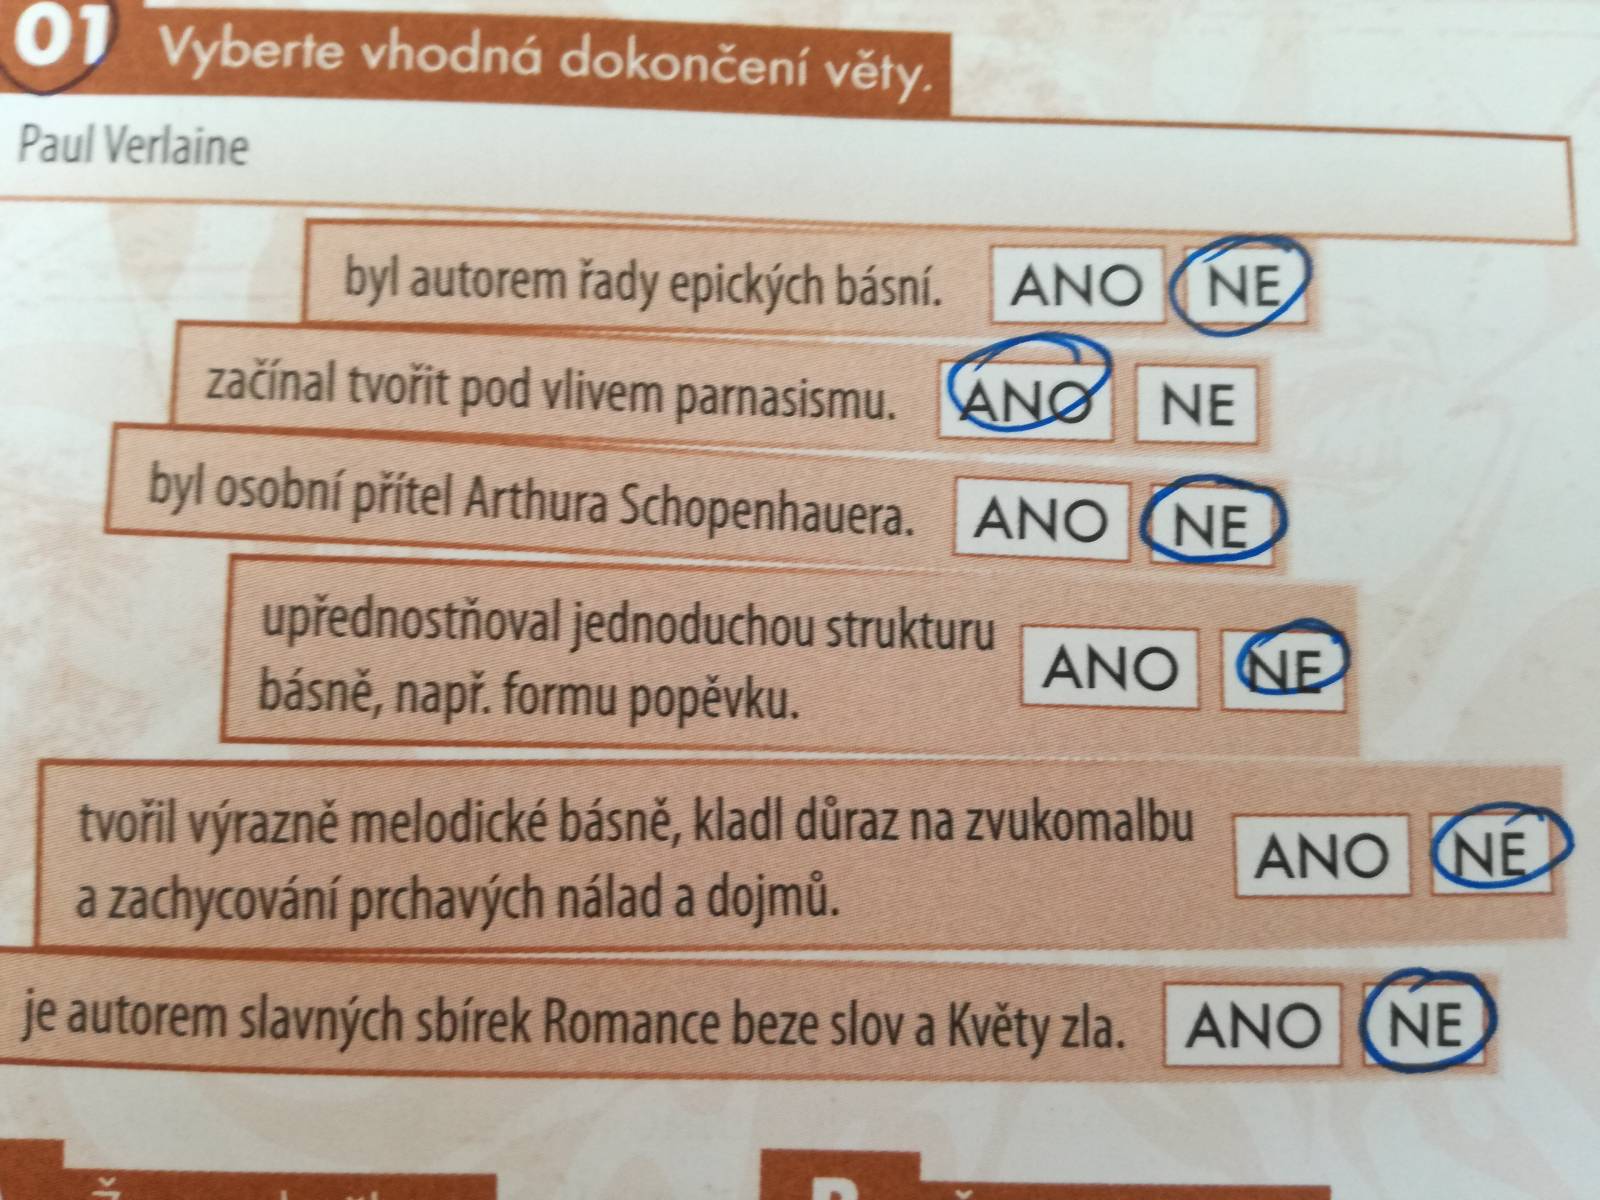 01 Vyberte vhodná dokončení věty.
Paul Verlaine
byl autorem řady epických básní. ANO NE
začínal tvořit pod vlivem parnasismu. ANO NE
byl osobní přítel Arthura Schopenhauera. ANO NE
upřednostňoval jednoduchou strukturu
básně, např. formu popěvku. ANO NE
tvořil výrazně melodické básně, kladl důraz na zvukomalbu
a zachycování prchavých nálad a dojmů. ANO NE
je autorem slavných sbírek Romance beze slov a Květy zla. ANO NE